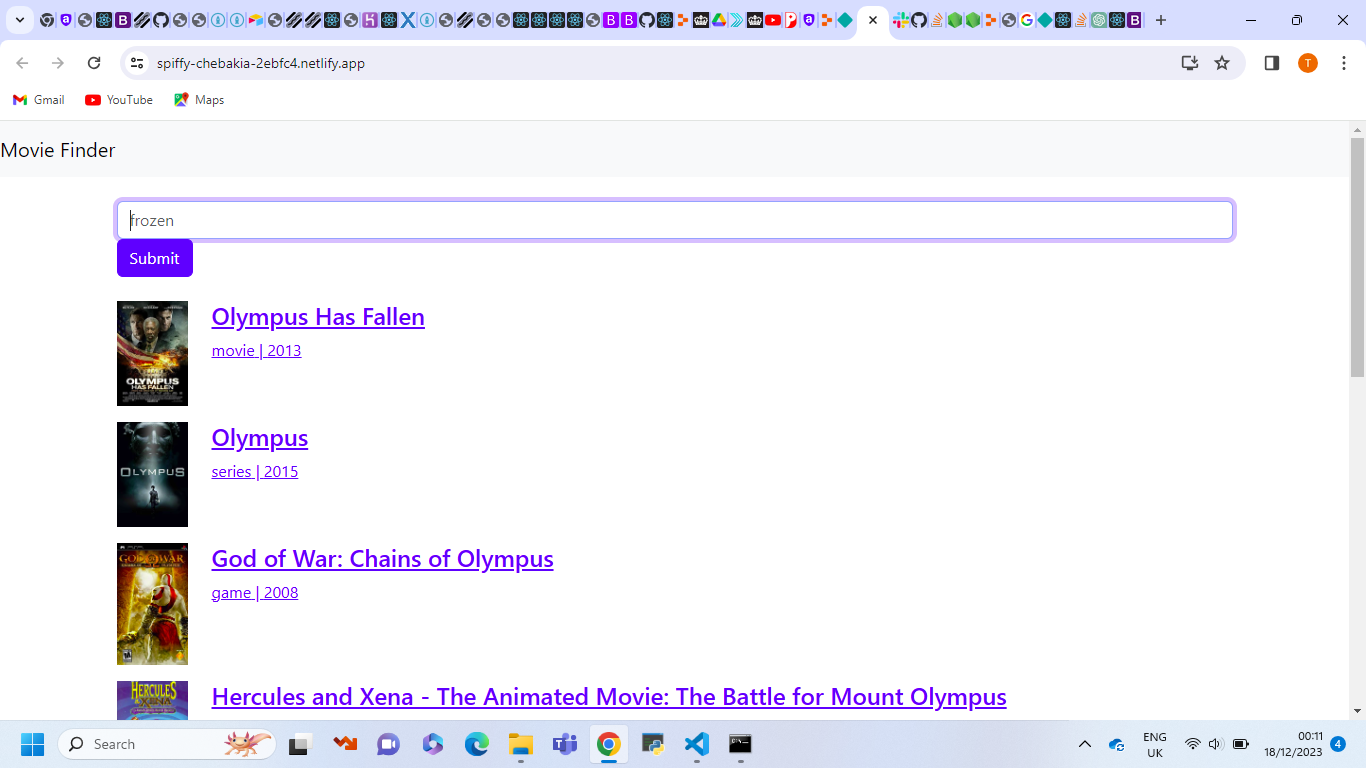 spiffy-chebakia-2ebfc4.netlify.app
T
Gmail YouTube Maps
Movie Finder
frozen
Submit
Olympus Has Fallen
movie | 2013
OLYMPUS
HAS FALLEN
Olympus
series | 2015
OLYMPUS
God of War: Chains of Olympus
game | 2008
GOD OF WAR
Hercules and Xena - The Animated Movie: The Battle for Mount Olympus
HERCULES
XENA
Search
ENG
UK
00:11
18/12/2023
4